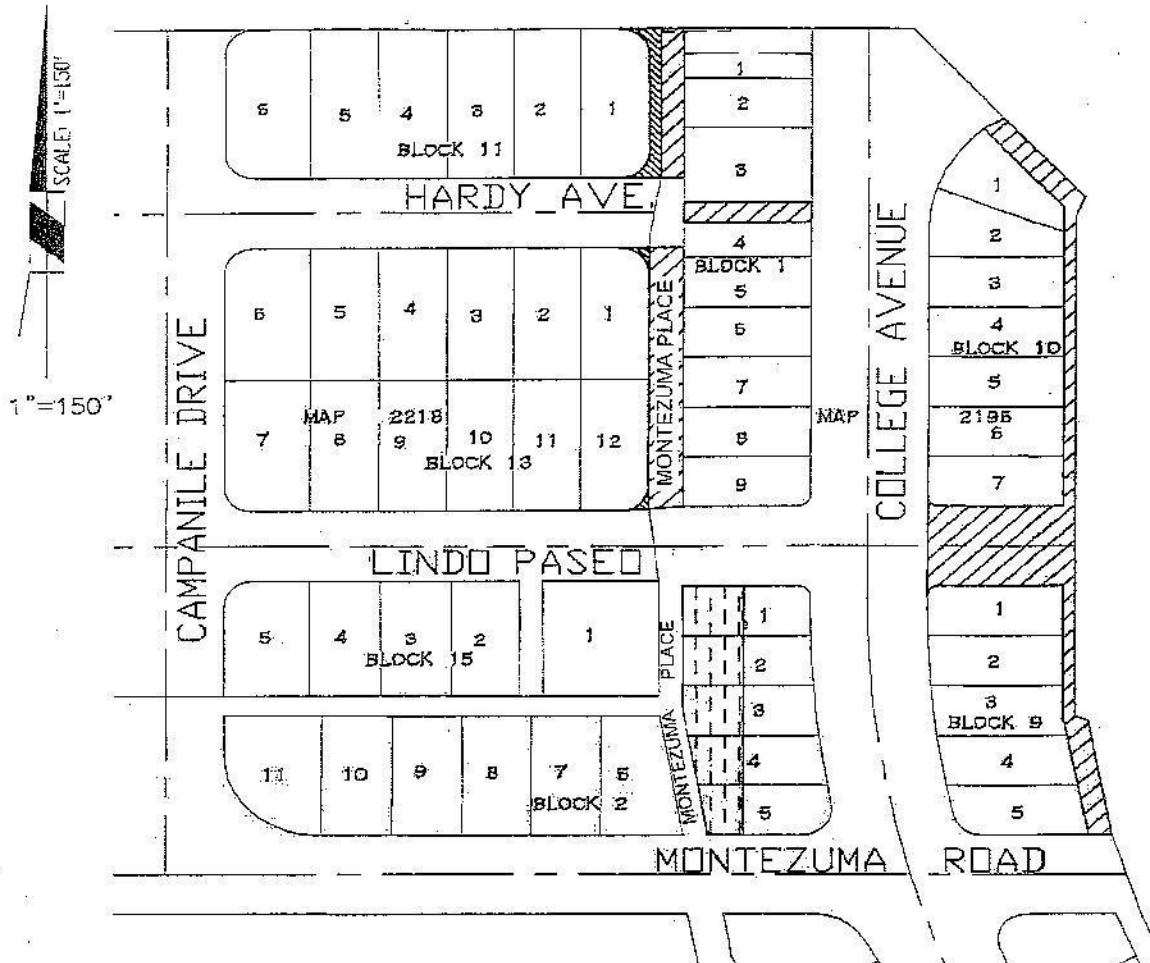 SCALE: 1"=150'
1"=150'
6 5 4 3 2 1
BLOCK 11
HARDY AVE.
6 5 4 3 2 1
MAP 2218
7 8 9 10 11 12
BLOCK 13
CAMPANILE DRIVE
LINDO PASEO
5 4 3 2 1
BLOCK 15
11 10 9 8 7 6
BLOCK 2
MONTEZUMA PLACE
MONTEZUMA PLACE
1
2
3
4
BLOCK 1
5
6
7
8
9
MAP 2195
COLLEGE AVENUE
1
2
3
4
BLOCK 10
5
6
7
1
2
3
4
5
1
2
3
BLOCK 9
4
5
MONTEZUMA ROAD